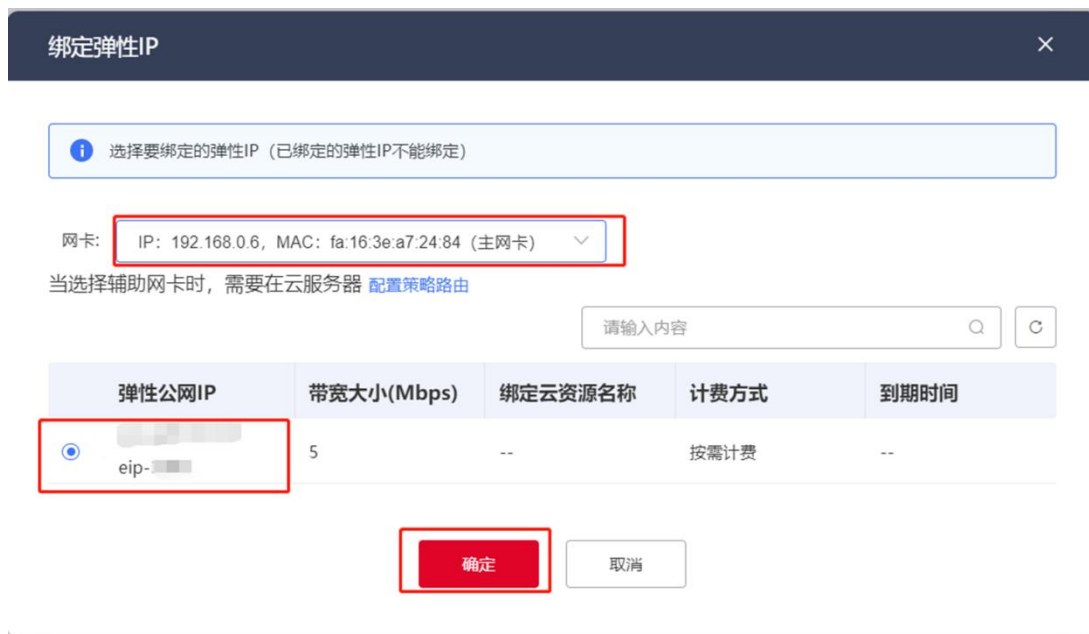 绑定弹性IP
选择要绑定的弹性IP（已绑定的弹性IP不能绑定）
网卡: IP：192.168.0.6，MAC：fa:16:3e:a7:24:84（主网卡）
当选择辅助网卡时，需要在云服务器 配置策略路由
请输入内容
弹性公网IP 带宽大小(Mbps) 绑定云资源名称 计费方式 到期时间
eip- 5 -- 按需计费 --
确定 取消